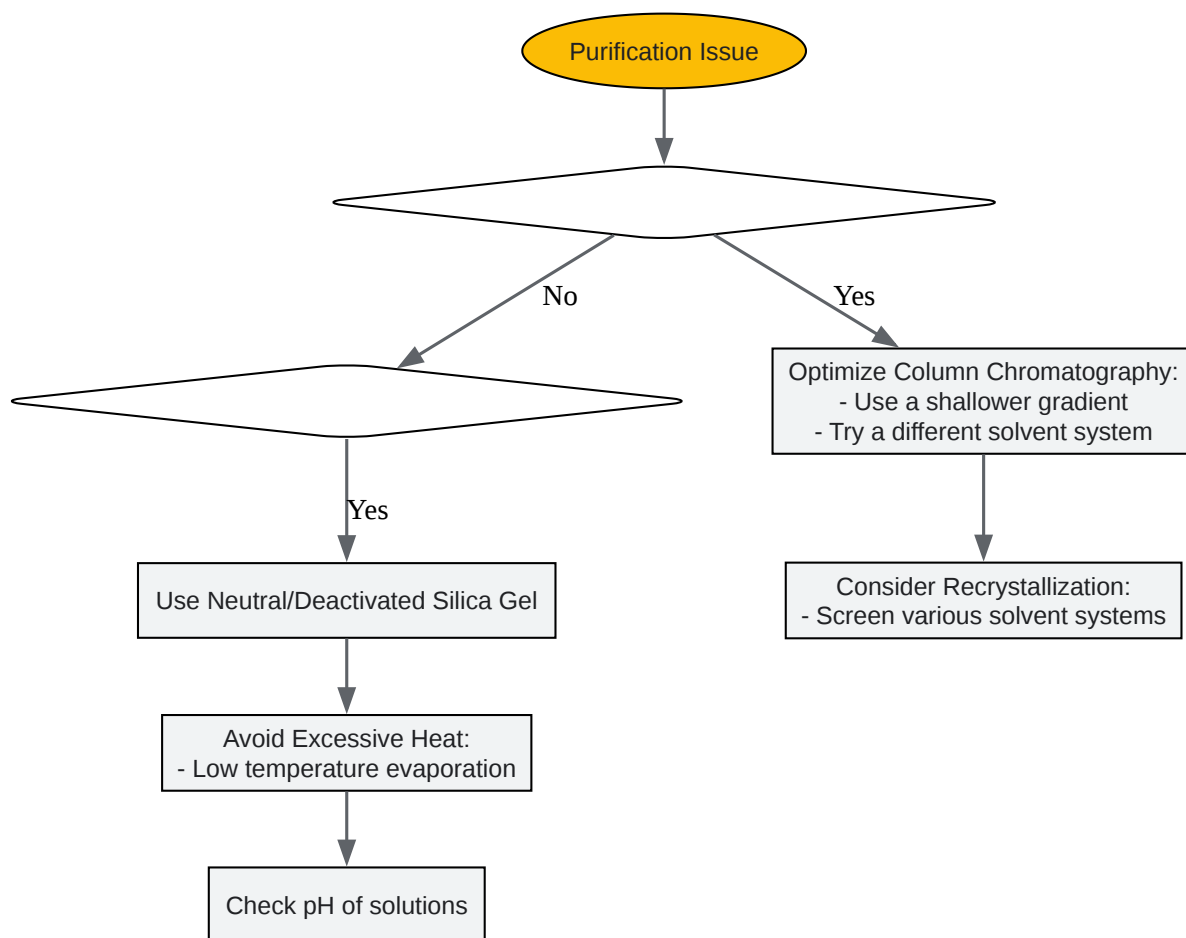 Purification Issue
No
Yes
Optimize Column Chromatography:
- Use a shallower gradient
- Try a different solvent system
Yes
Use Neutral/Deactivated Silica Gel
Consider Recrystallization:
- Screen various solvent systems
Avoid Excessive Heat:
- Low temperature evaporation
Check pH of solutions